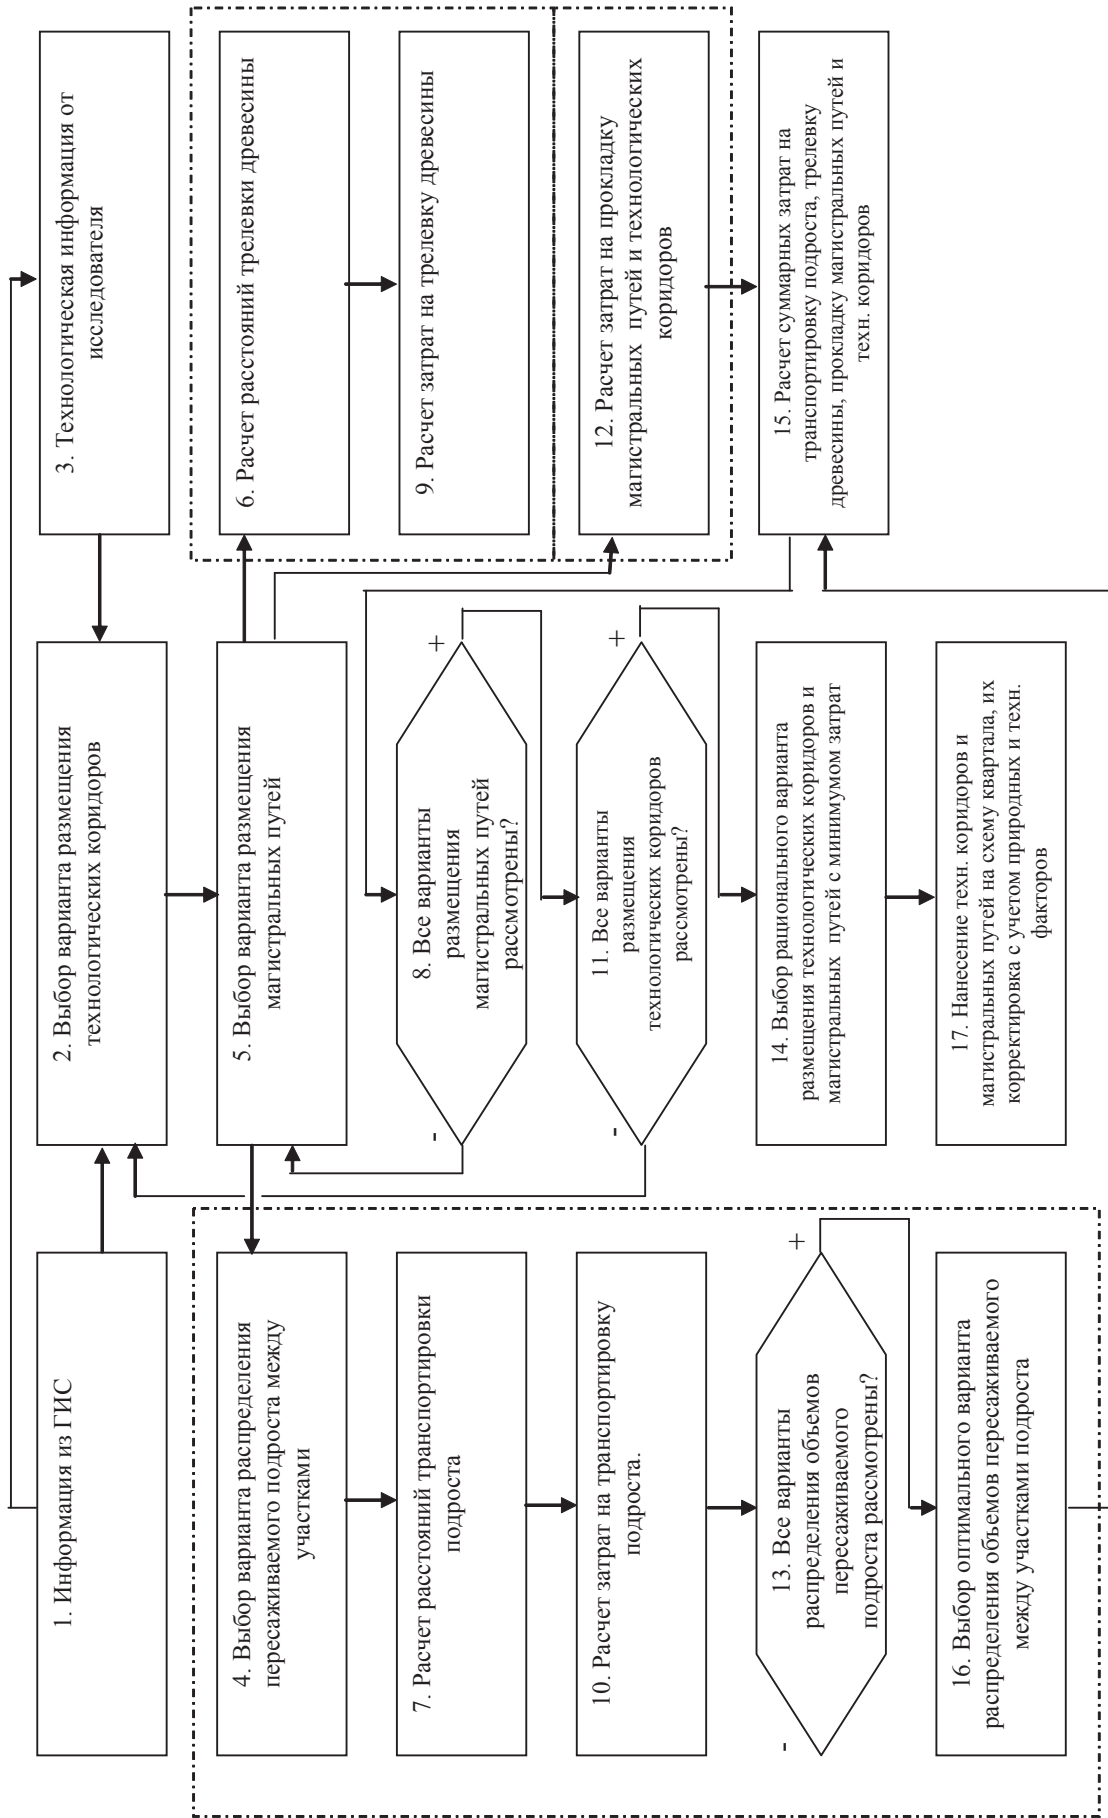 1. Информация из ГИС
2. Выбор варианта размещения
технологических коридоров
3. Технологическая информация от
исследователя
4. Выбор варианта распределения
пересаживаемого подроста между
участками
5. Выбор варианта размещения
магистральных путей
6. Расчет расстояний трелевки древесины
7. Расчет расстояний транспортировки
подроста
8. Все варианты
размещения
магистральных путей
рассмотрены?
-
+
9. Расчет затрат на трелевку древесины
10. Расчет затрат на транспортировку
подроста.
11. Все варианты
размещения
технологических коридоров
рассмотрены?
-
+
12. Расчет затрат на прокладку
магистральных путей и технологических
коридоров
13. Все варианты
распределения объемов
пересаживаемого
подроста рассмотрены?
-
+
14. Выбор рационального варианта
размещения технологических коридоров и
магистральных путей с минимумом затрат
15. Расчет суммарных затрат на
транспортировку подроста, трелевку
древесины, прокладку магистральных путей и
техн. коридоров
16. Выбор оптимального варианта
распределения объемов пересаживаемого
между участками подроста
17. Нанесение техн. коридоров и
магистральных путей на схему квартала, их
корректировка с учетом природных и техн.
факторов